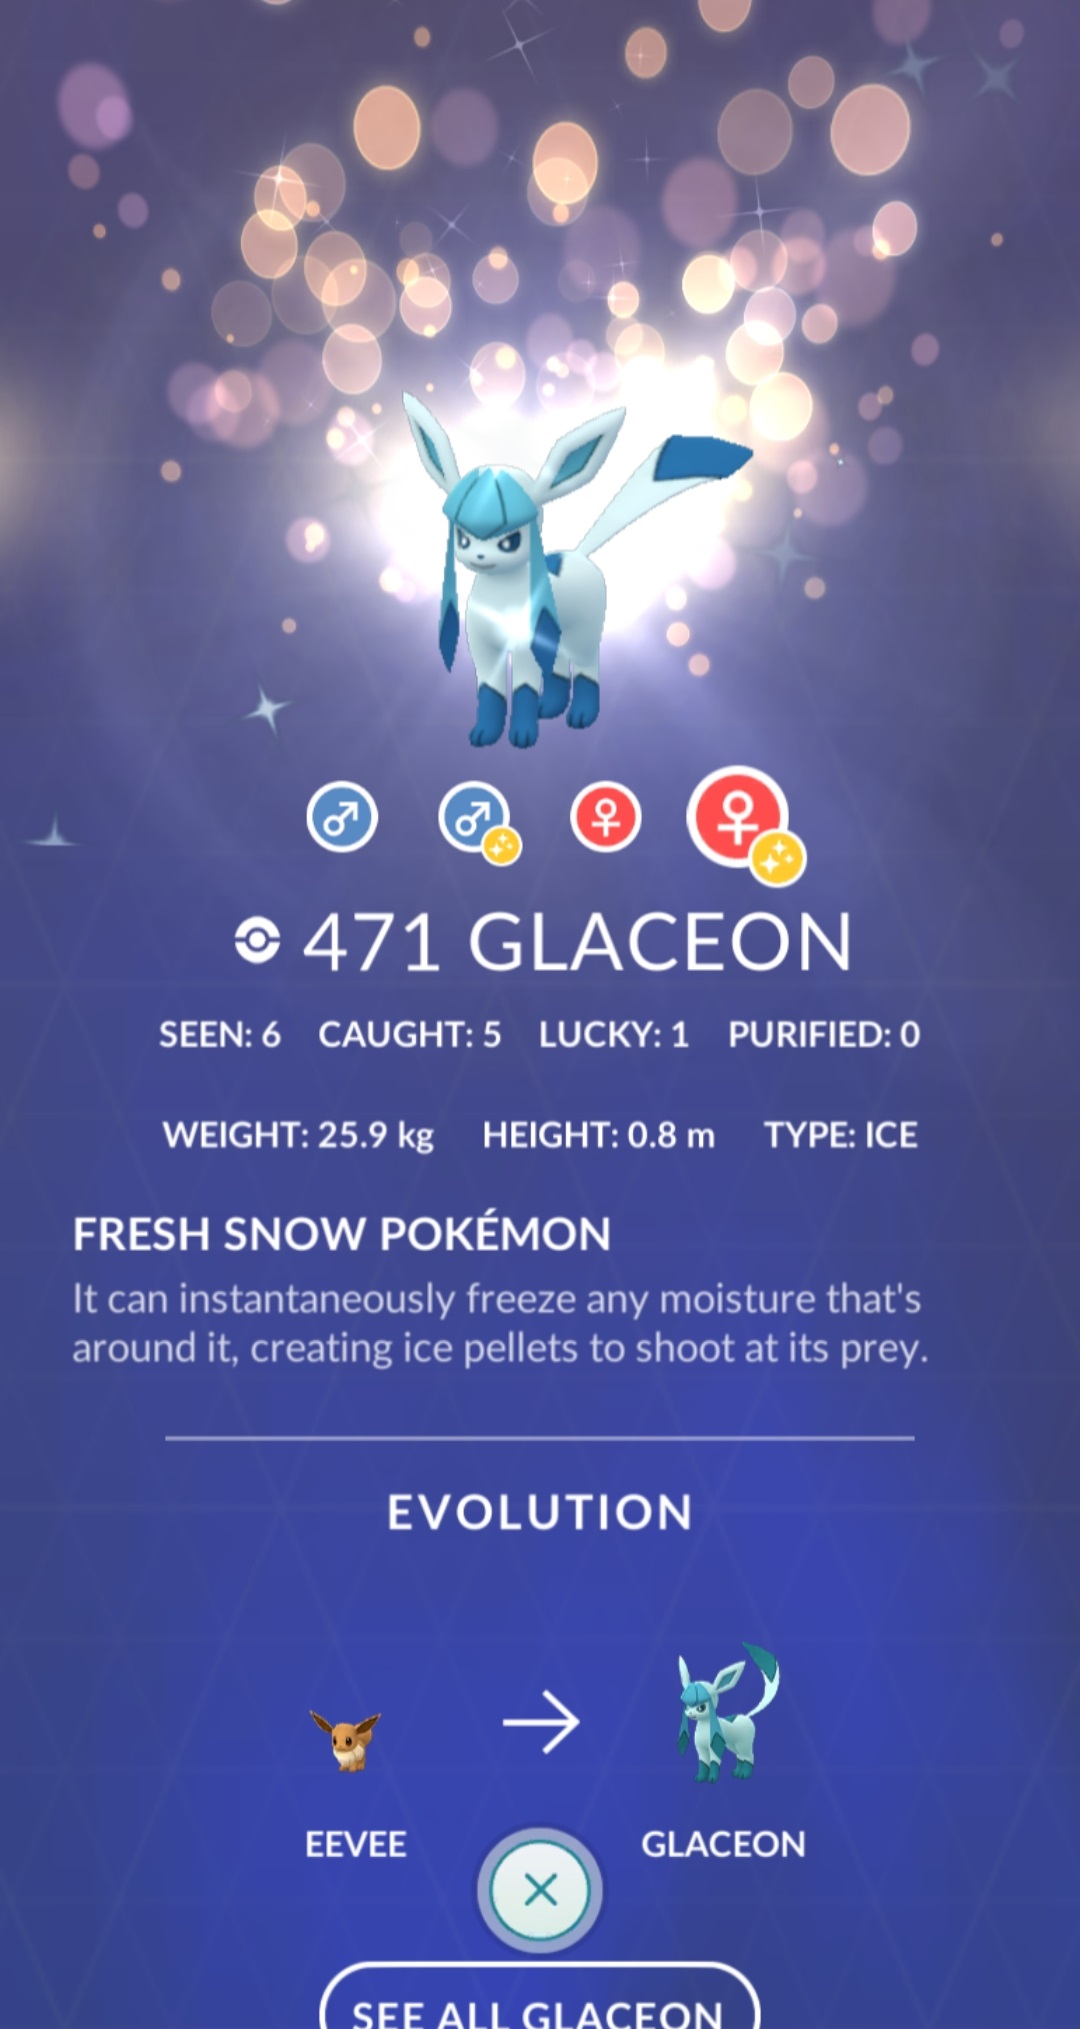 471 GLACEON
SEEN: 6 CAUGHT: 5 LUCKY: 1 PURIFIED: 0
WEIGHT: 25.9 kg HEIGHT: 0.8 m TYPE: ICE
FRESH SNOW POKÉMON
It can instantaneously freeze any moisture that's
around it, creating ice pellets to shoot at its prey.
EVOLUTION
EEVEE GLACEON
SEE ALL GLACEON